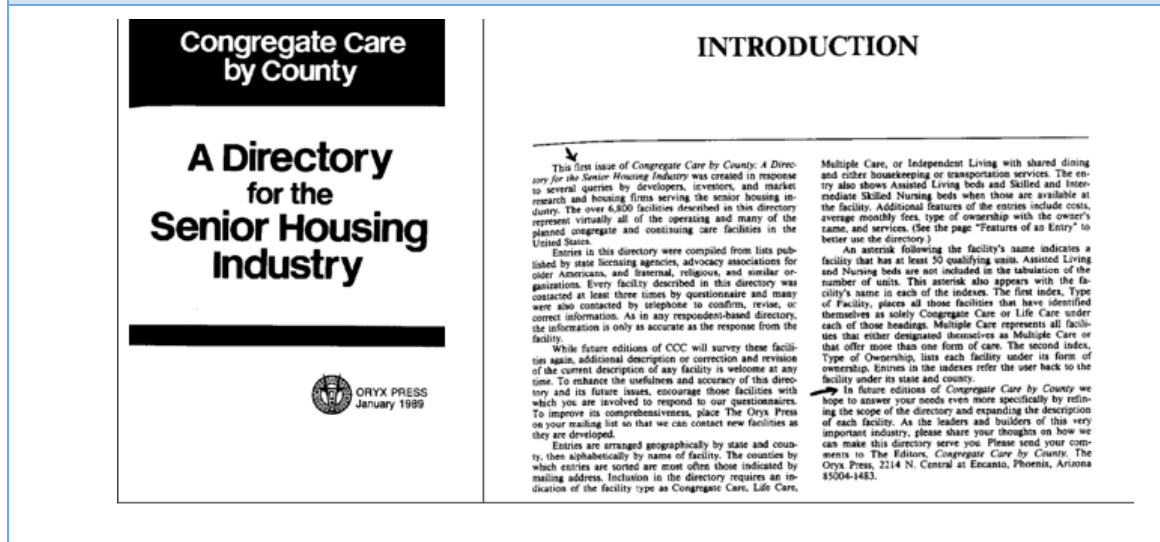 Congregate Care
by County
A Directory
for the
Senior Housing
Industry
ORYX PRESS
January 1989
INTRODUCTION
This first issue of Congregate Care by County: A Direc-
tory for the Senior Housing Industry was created in response
to several queries by developers, investors, and market
research and housing firms serving the senior housing in-
dustry. The over 6,800 facilities described in this directory
represent virtually all of the operating and many of the
planned congregate and continuing care facilities in the
United States.
Entries in this directory were compiled from lists pub-
lished by state licensing agencies, advocacy associations for
older Americans, and fraternal, religious, and similar or-
ganizations. Every facility described in this directory was
contacted at least three times by questionnaire and many
were also contacted by telephone to confirm, revise, or
correct information. As in any respondent-based directory,
the information is only as accurate as the response from the
facility.
While future editions of CCC will survey these facili-
ties again, additional description or correction and revision
of the current description of any facility is welcome at any
time. To enhance the usefulness and accuracy of this direc-
tory and its future issues, encourage those facilities with
which you are involved to respond to our questionnaires.
To improve its comprehensiveness, place The Oryx Press
on your mailing list so that we can contact new facilities as
they are developed.
Entries are arranged geographically by state and coun-
ty, then alphabetically by name of facility. The counties by
which entries are sorted are most often those indicated by
mailing address. Inclusion in the directory requires an in-
dication of the facility type as Congregate Care, Life Care,
Multiple Care, or Independent Living with shared dining
and either housekeeping or transportation services. The en-
try also shows Assisted Living beds and Skilled and Inter-
mediate Skilled Nursing beds when those are available at
the facility. Additional features of the entries include costs,
average monthly fees, type of ownership with the owner's
name, and services. (See the page "Features of an Entry" to
better use the directory.)
An asterisk following the facility's name indicates a
facility that has at least 50 qualifying units. Assisted Living
and Nursing beds are not included in the tabulation of the
number of units. This asterisk also appears with the fa-
cility's name in each of the indexes. The first index, Type
of Facility, places all those facilities that have identified
themselves as solely Congregate Care or Life Care under
each of those headings. Multiple Care represents all facili-
ties that either designated themselves as Multiple Care or
that offer more than one form of care. The second index,
Type of Ownership, lists each facility under its form of
ownership. Entries in the indexes refer the user back to the
facility under its state and county.
In future editions of Congregate Care by County we
hope to answer your needs even more specifically by refin-
ing the scope of the directory and expanding the description
of each facility. As the leaders and builders of this very
important industry, please share your thoughts on how we
can make this directory serve you. Please send your com-
ments to The Editors, Congregate Care by County, The
Oryx Press, 2214 N. Central at Encanto, Phoenix, Arizona
85004-1483.